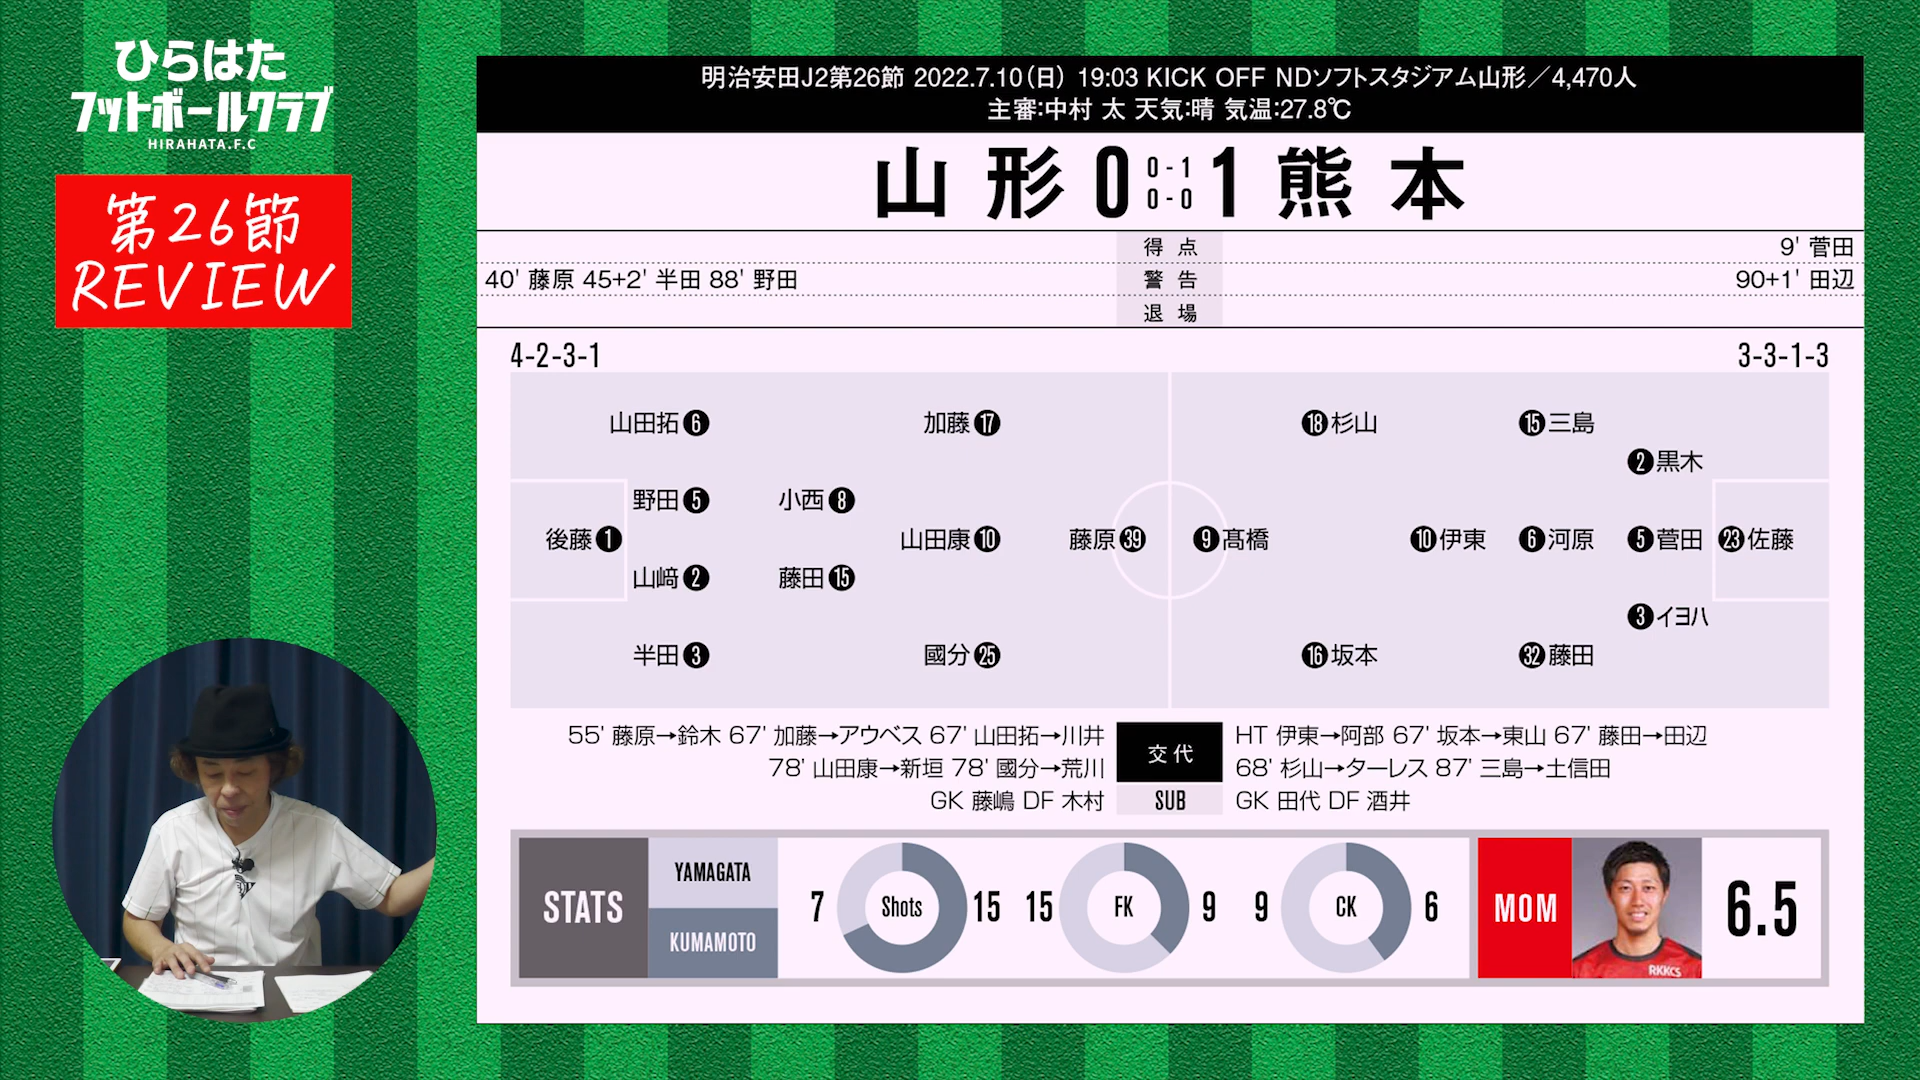 ひらはた
フットボールクラブ
HIRAHATA.F.C
第26節
REVIEW
明治安田J2第26節 2022.7.10(日) 19:03 KICK OFF NDソフトスタジアム山形／4,470人
主審:中村 太 天気:晴 気温:27.8℃
山形 0 0-1 1 熊本
0-0
得点 9' 菅田
40' 藤原 45+2' 半田 88' 野田 警告 90+1' 田辺
退場
4-2-3-1 3-3-1-3
山田拓 6 加藤 17 18 杉山 15 三島
2 黒木
野田 5 小西 8
後藤 1 山田康 10 藤原 39 9 髙橋 10 伊東 6 河原 5 菅田 23 佐藤
山﨑 2 藤田 15
3 イヨハ
半田 3 國分 25 16 坂本 32 藤田
55' 藤原→鈴木 67' 加藤→アウベス 67' 山田拓→川井 交代 HT 伊東→阿部 67' 坂本→東山 67' 藤田→田辺
78' 山田康→新垣 78' 國分→荒川 68' 杉山→ターレス 87' 三島→土信田
GK 藤嶋 DF 木村 SUB GK 田代 DF 酒井
STATS YAMAGATA KUMAMOTO 7 Shots 15 15 FK 9 9 CK 6 MOM 6.5
RKKCS